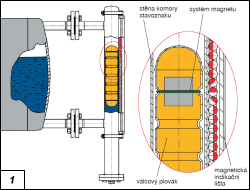 stěna komory
stavoznaku
systém magnetu
válcový plovák
magnetická
indikační
lišta
1